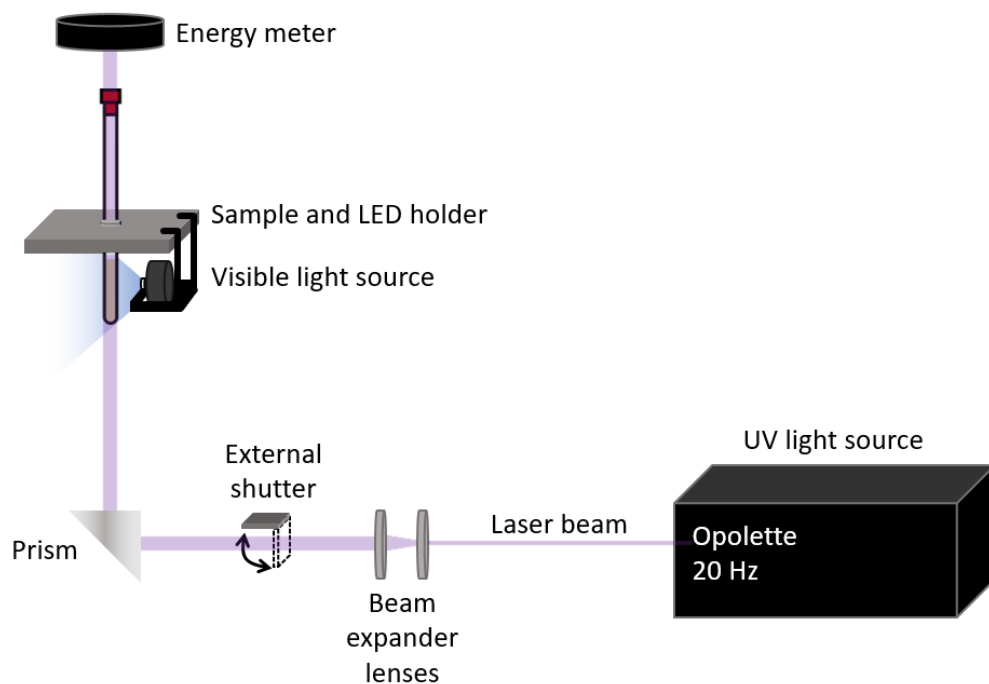 Energy meter
Sample and LED holder
Visible light source
External
shutter
UV light source
Laser beam
Opolette
20 Hz
Prism
Beam
expander
lenses